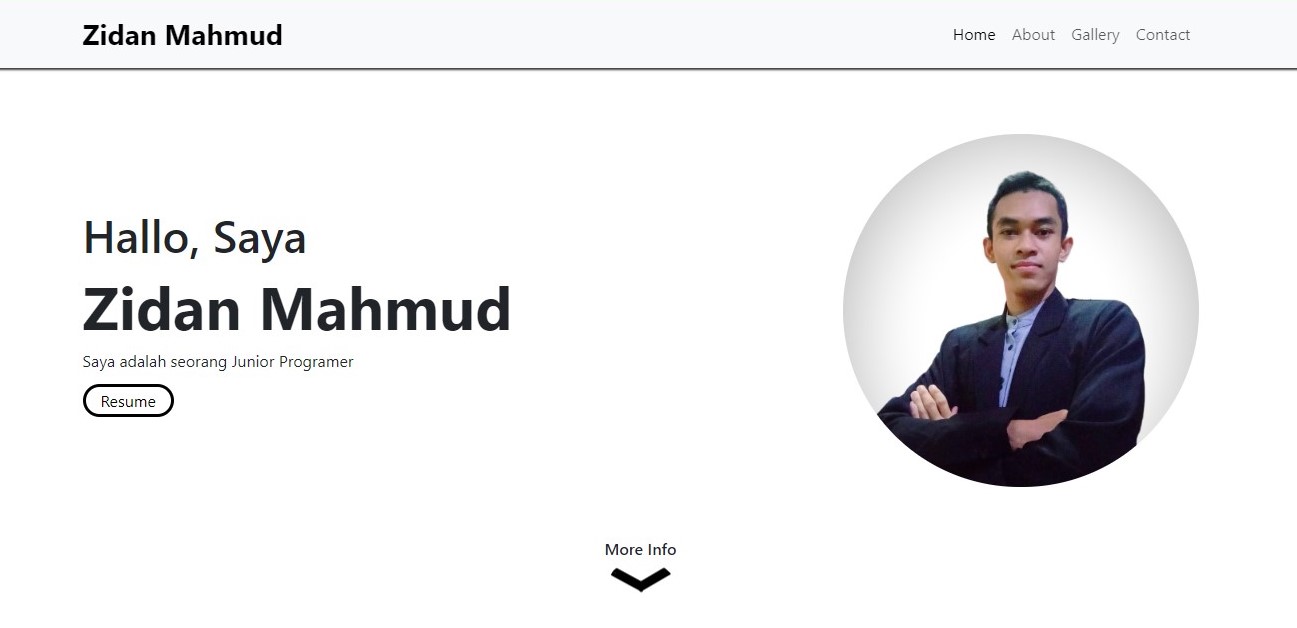 Zidan Mahmud
Home About Gallery Contact
Hallo, Saya
Zidan Mahmud
Saya adalah seorang Junior Programer
Resume
More Info